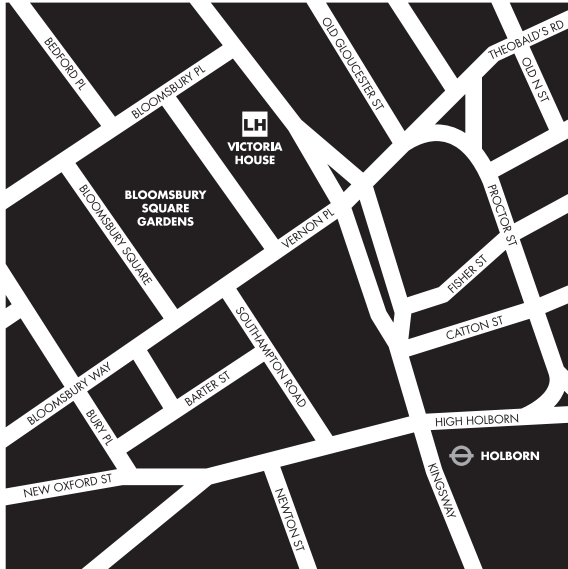 BEDFORD PL
BLOOMSBURY PL
OLD GLOUCESTER ST
THEOBALD'S RD
OLD N ST
LH
VICTORIA
HOUSE
BLOOMSBURY
SQUARE
GARDENS
BLOOMSBURY SQUARE
VERNON PL
PROCTOR ST
FISHER ST
CATTON ST
SOUTHAMPTON ROAD
BARTER ST
BLOOMSBURY WAY
BURY PL
HIGH HOLBORN
HOLBORN
KINGSWAY
NEW OXFORD ST
NEWTON ST